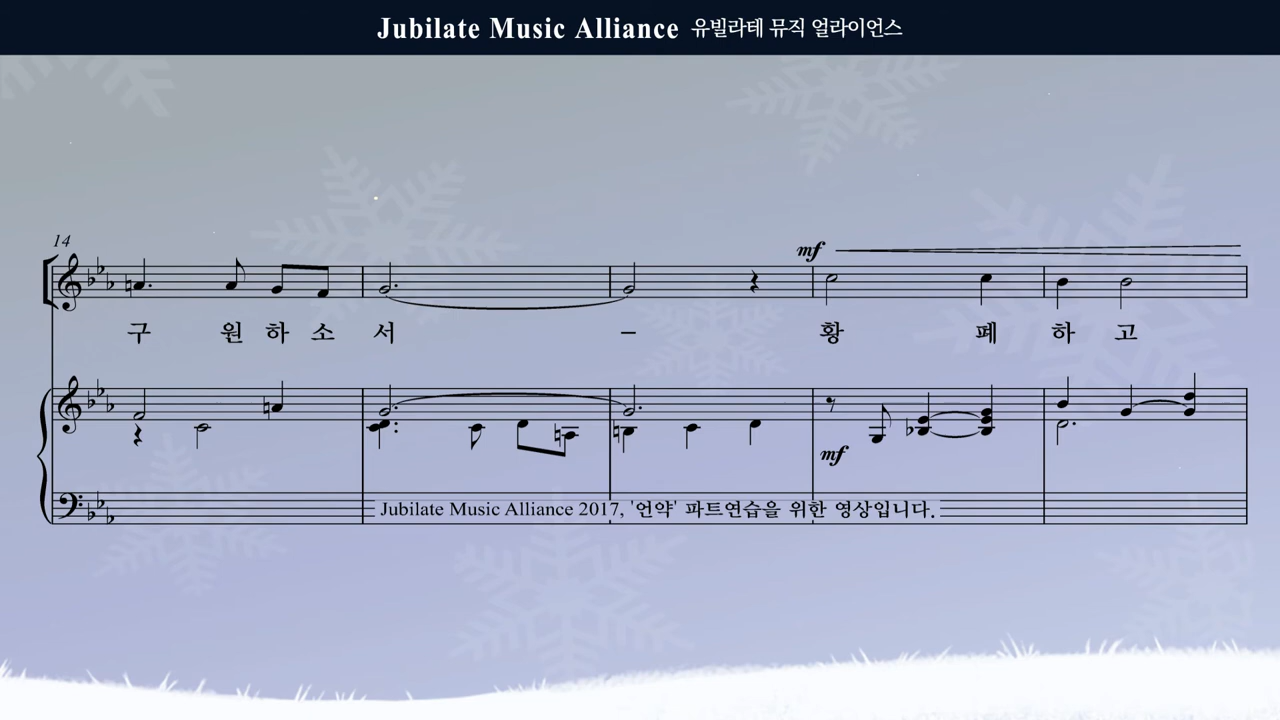 Jubilate Music Alliance 유빌라테 뮤직 얼라이언스
14
mf
구 원 하 소 서 – 황 폐 하 고
mf
Jubilate Music Alliance 2017, '언약' 파트연습을 위한 영상입니다.